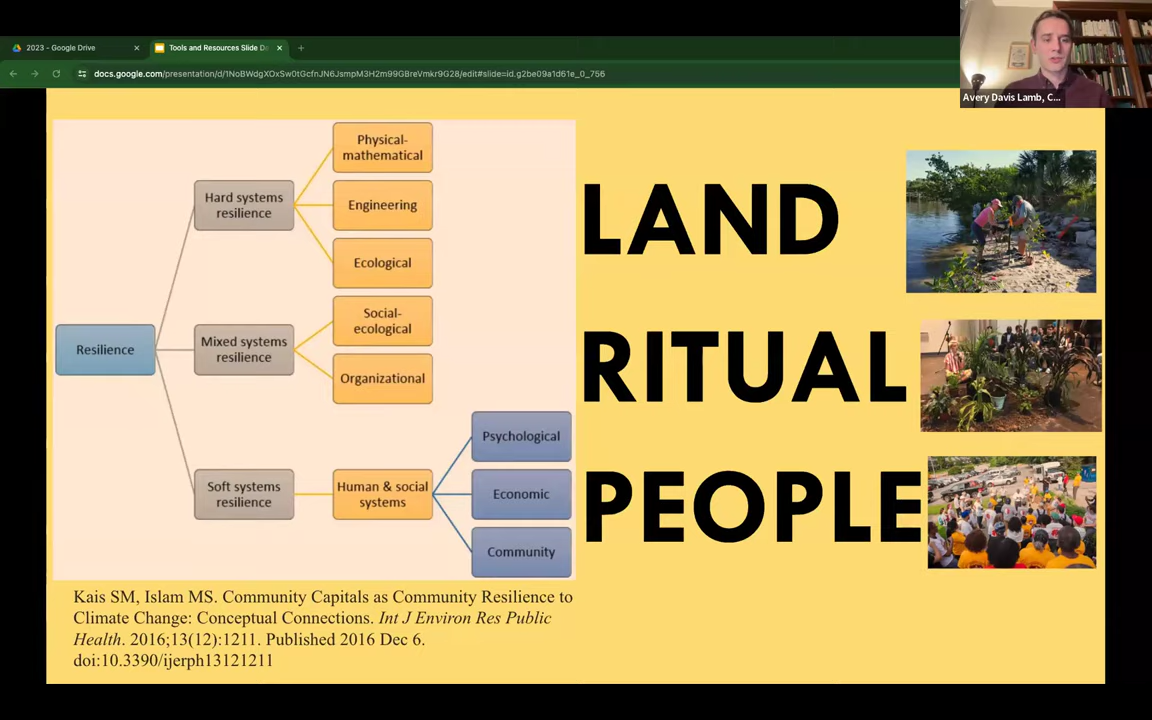 2023 - Google Drive
Tools and Resources Slide De
docs.google.com/presentation/d/1NoBWdgXOxSw0tGcfnJN6JsmpM3H2m99GBreVmkr9G28/edit#slide=id.g2be09a1d61e_0_756
Avery Davis Lamb, C...
Resilience
Hard systems
resilience
Physical-
mathematical
Engineering
Ecological
Mixed systems
resilience
Social-
ecological
Organizational
Soft systems
resilience
Human & social
systems
Psychological
Economic
Community
LAND
RITUAL
PEOPLE
Kais SM, Islam MS. Community Capitals as Community Resilience to
Climate Change: Conceptual Connections. Int J Environ Res Public
Health. 2016;13(12):1211. Published 2016 Dec 6.
doi:10.3390/ijerph13121211